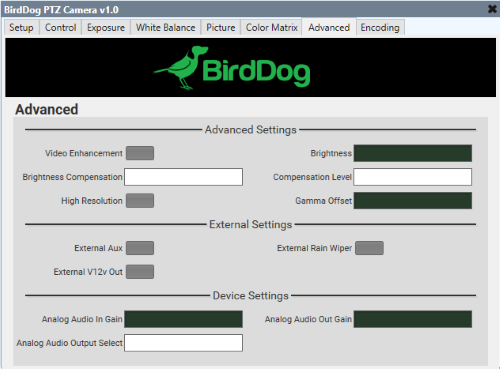 BirdDog PTZ Camera v1.0
Setup Control Exposure White Balance Picture Color Matrix Advanced Encoding
BirdDog
Advanced
Advanced Settings
Video Enhancement Brightness
Brightness Compensation Compensation Level
High Resolution Gamma Offset
External Settings
External Aux External Rain Wiper
External V12v Out
Device Settings
Analog Audio In Gain Analog Audio Out Gain
Analog Audio Output Select